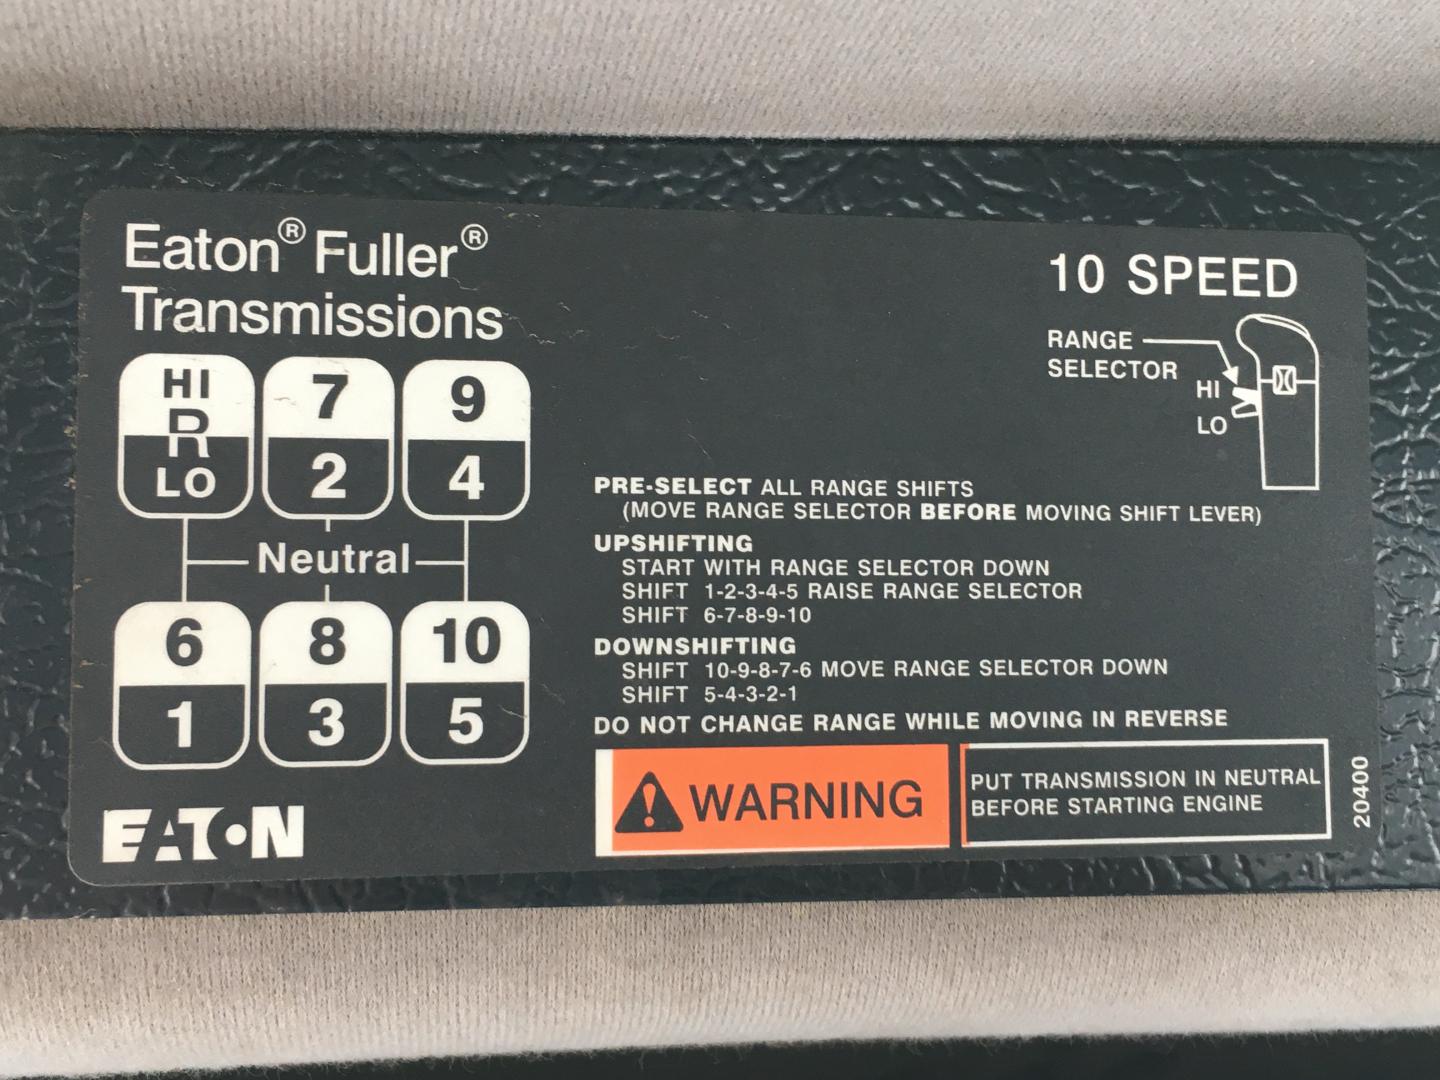 Eaton® Fuller®
Transmissions
HI
R
LO
7
2
9
4
Neutral
6
1
8
3
10
5
EATON
10 SPEED
RANGE
SELECTOR
HI
LO
PRE-SELECT ALL RANGE SHIFTS
(MOVE RANGE SELECTOR BEFORE MOVING SHIFT LEVER)
UPSHIFTING
START WITH RANGE SELECTOR DOWN
SHIFT 1-2-3-4-5 RAISE RANGE SELECTOR
SHIFT 6-7-8-9-10
DOWNSHIFTING
SHIFT 10-9-8-7-6 MOVE RANGE SELECTOR DOWN
SHIFT 5-4-3-2-1
DO NOT CHANGE RANGE WHILE MOVING IN REVERSE
WARNING
PUT TRANSMISSION IN NEUTRAL
BEFORE STARTING ENGINE
20400